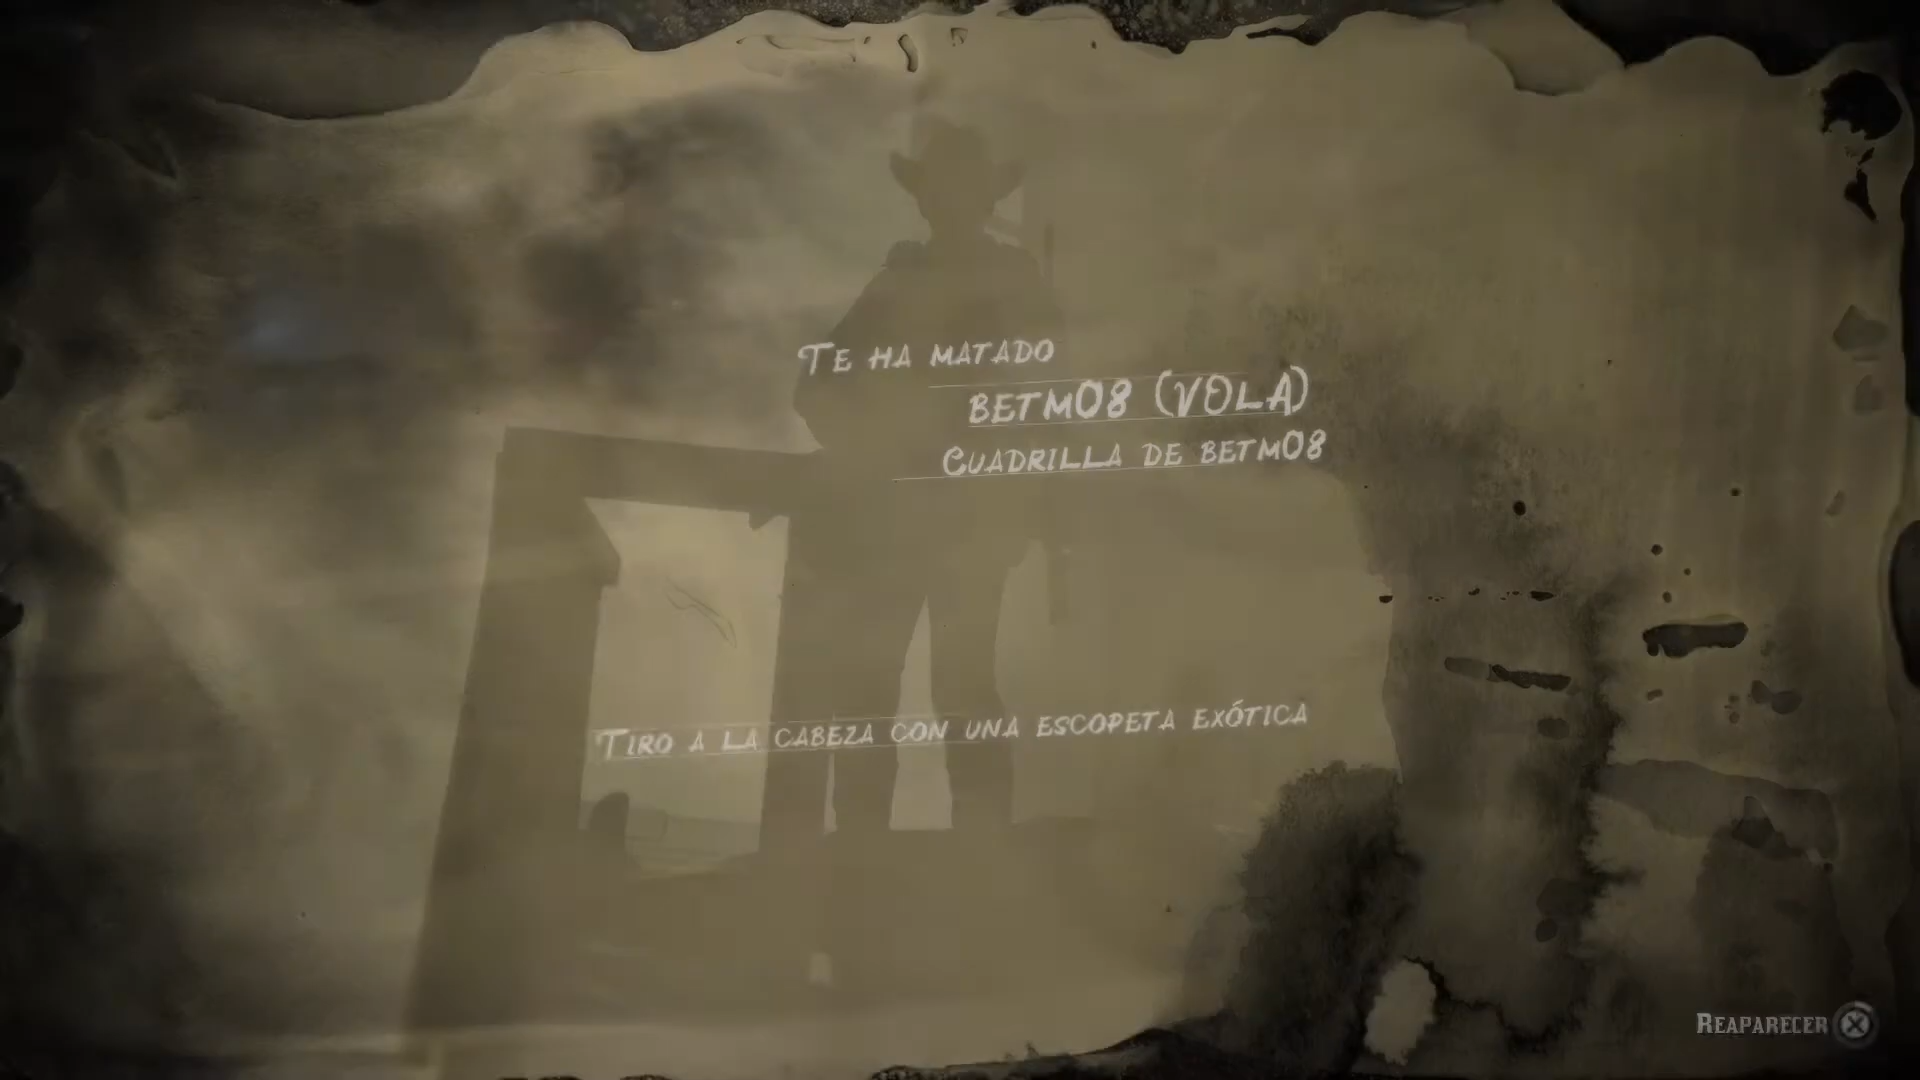 Te ha matado
betm08 (VOLA)
Cuadrilla de betm08
Tiro a la cabeza con una escopeta exótica
Reaparecer